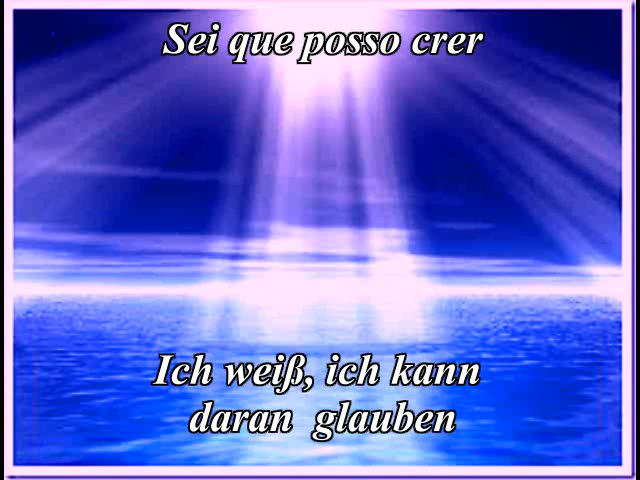 Sei que posso crer
Ich weiß, ich kann
daran glauben